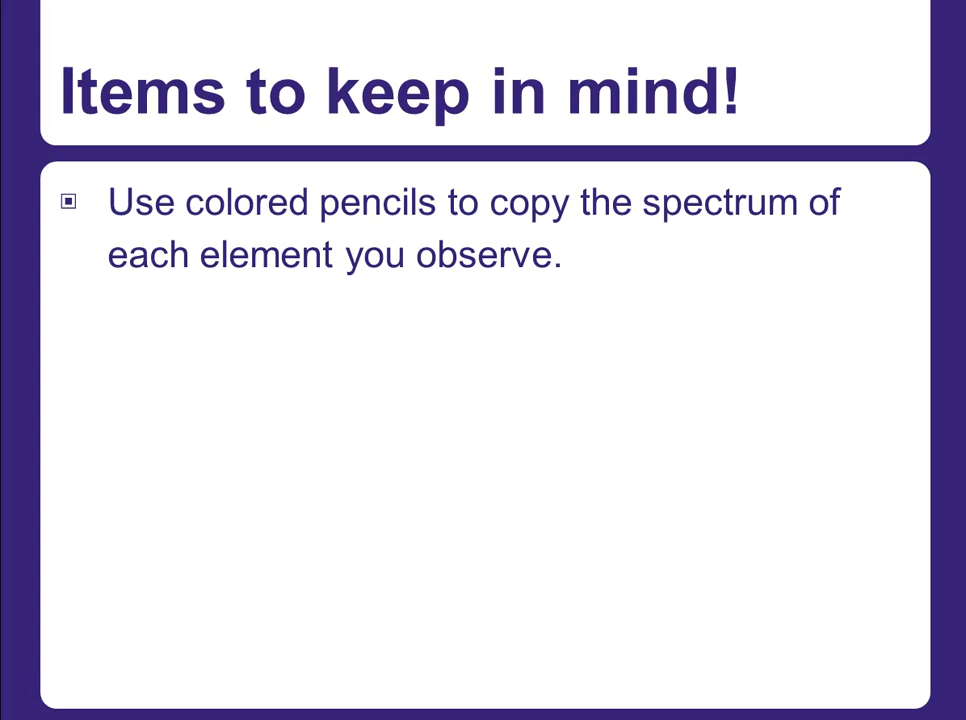 Items to keep in mind!
Use colored pencils to copy the spectrum of
each element you observe.